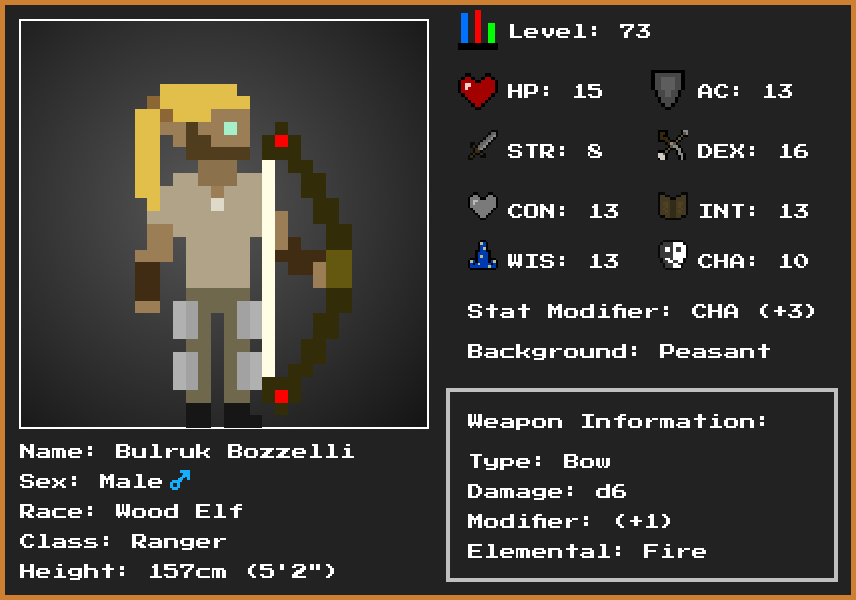 Level: 73
HP: 15 AC: 13
STR: 8 DEX: 16
CON: 13 INT: 13
WIS: 13 CHA: 10
Stat Modifier: CHA (+3)
Background: Peasant
Weapon Information:
Type: Bow
Damage: d6
Modifier: (+1)
Elemental: Fire
Name: Bulruk Bozzelli
Sex: Male♂
Race: Wood Elf
Class: Ranger
Height: 157cm (5'2")